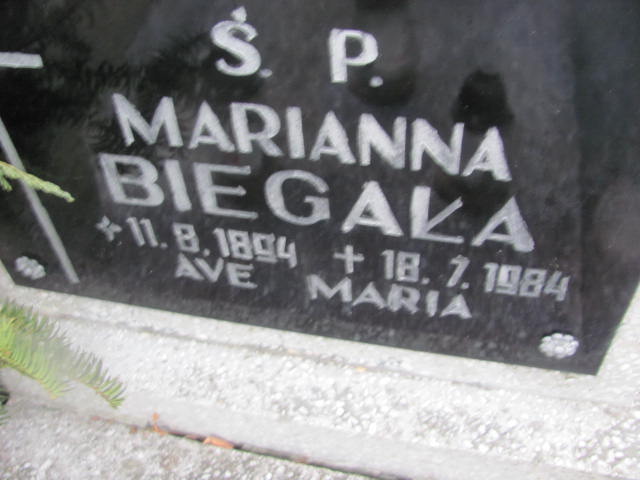 Ś. P.
MARIANNA
BIEGAŁA
* 11. 8. 1894 + 18. 7. 1984
AVE MARIA